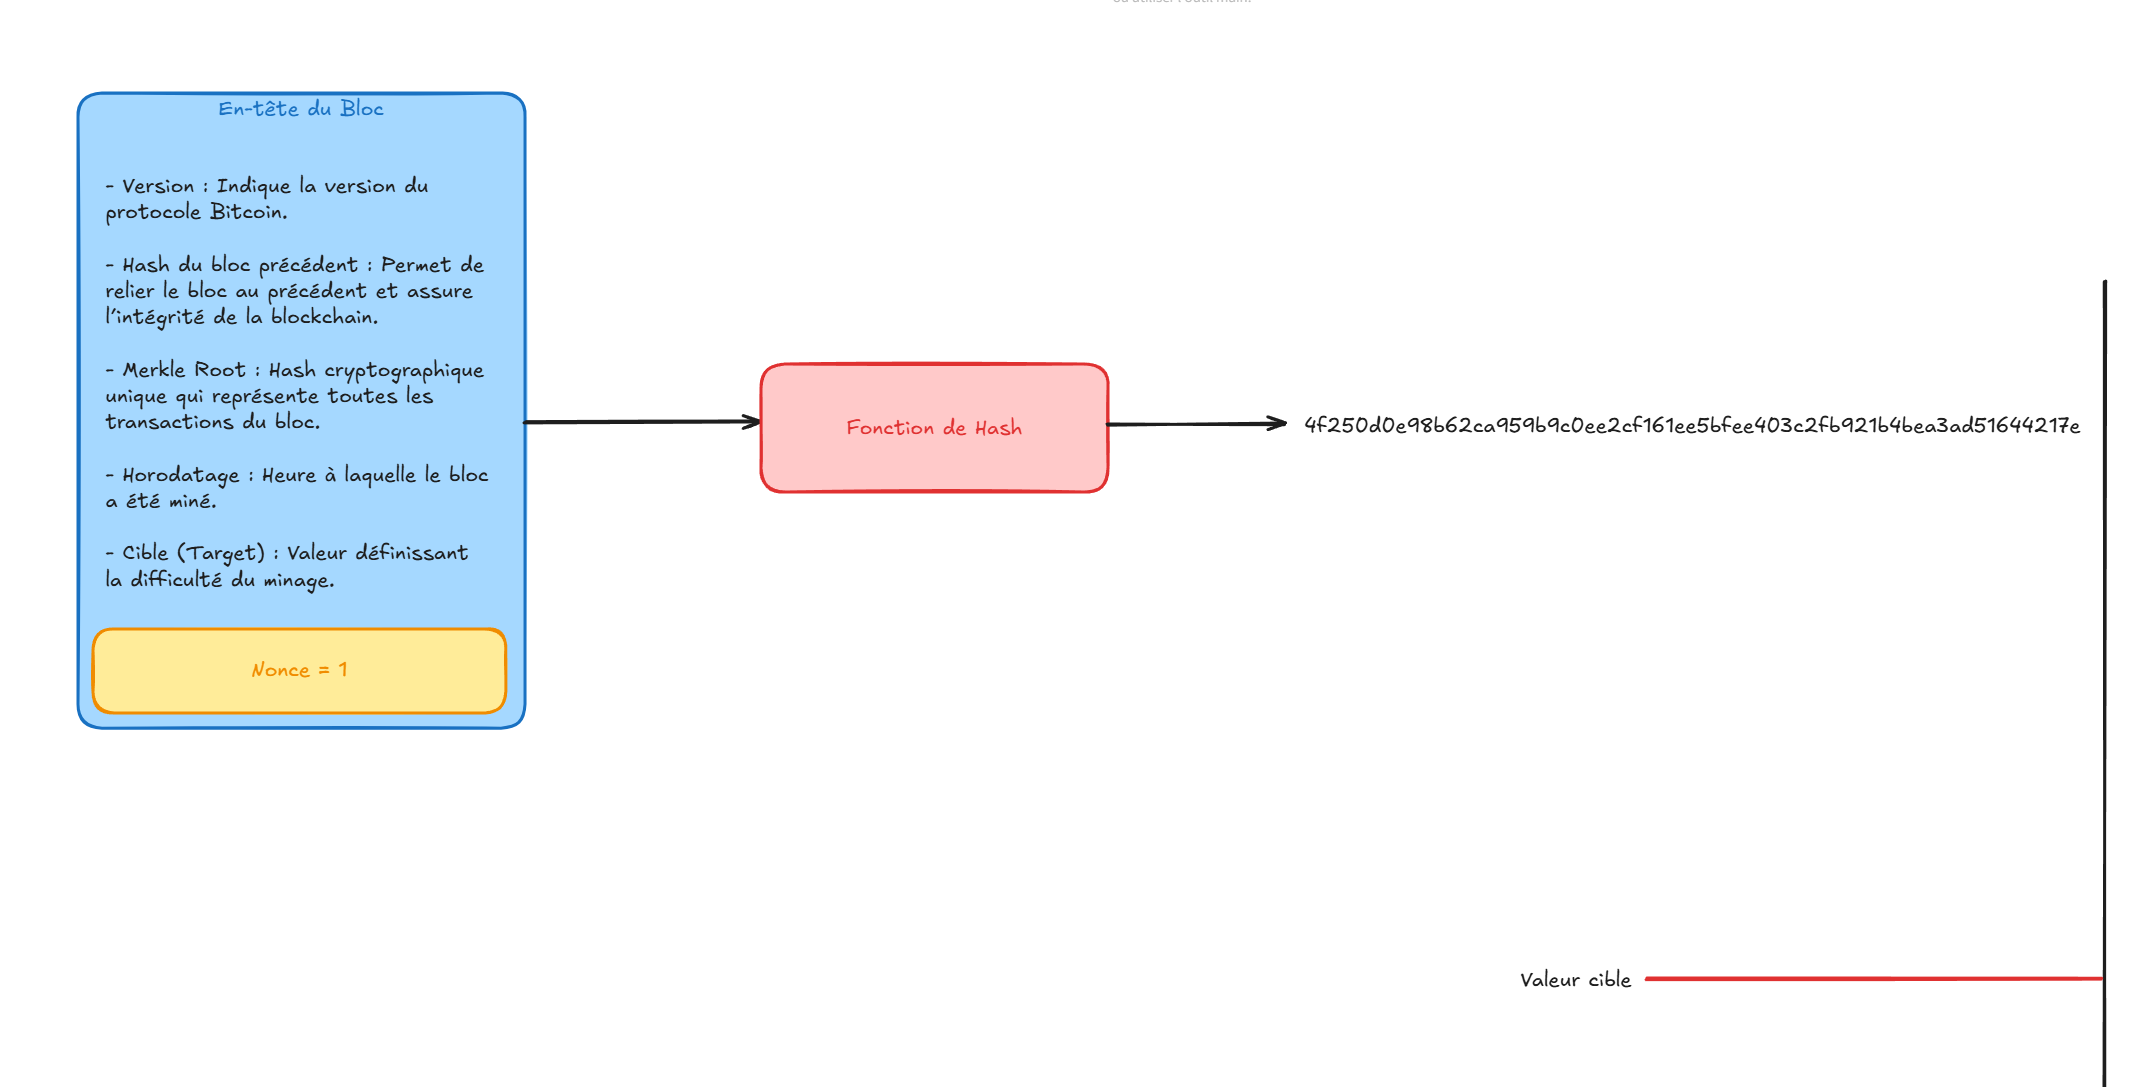 En-tête du Bloc
- Version : Indique la version du
protocole Bitcoin.
- Hash du bloc précédent : Permet de
relier le bloc au précédent et assure
l'intégrité de la blockchain.
- Merkle Root : Hash cryptographique
unique qui représente toutes les
transactions du bloc.
- Horodatage : Heure à laquelle le bloc
a été miné.
- Cible (Target) : Valeur définissant
la difficulté du minage.
Nonce = 1
Fonction de Hash
4f250d0e98b62ca959b9c0ee2cf161ee5bfee403c2fb921b4bea3ad51644217e
Valeur cible